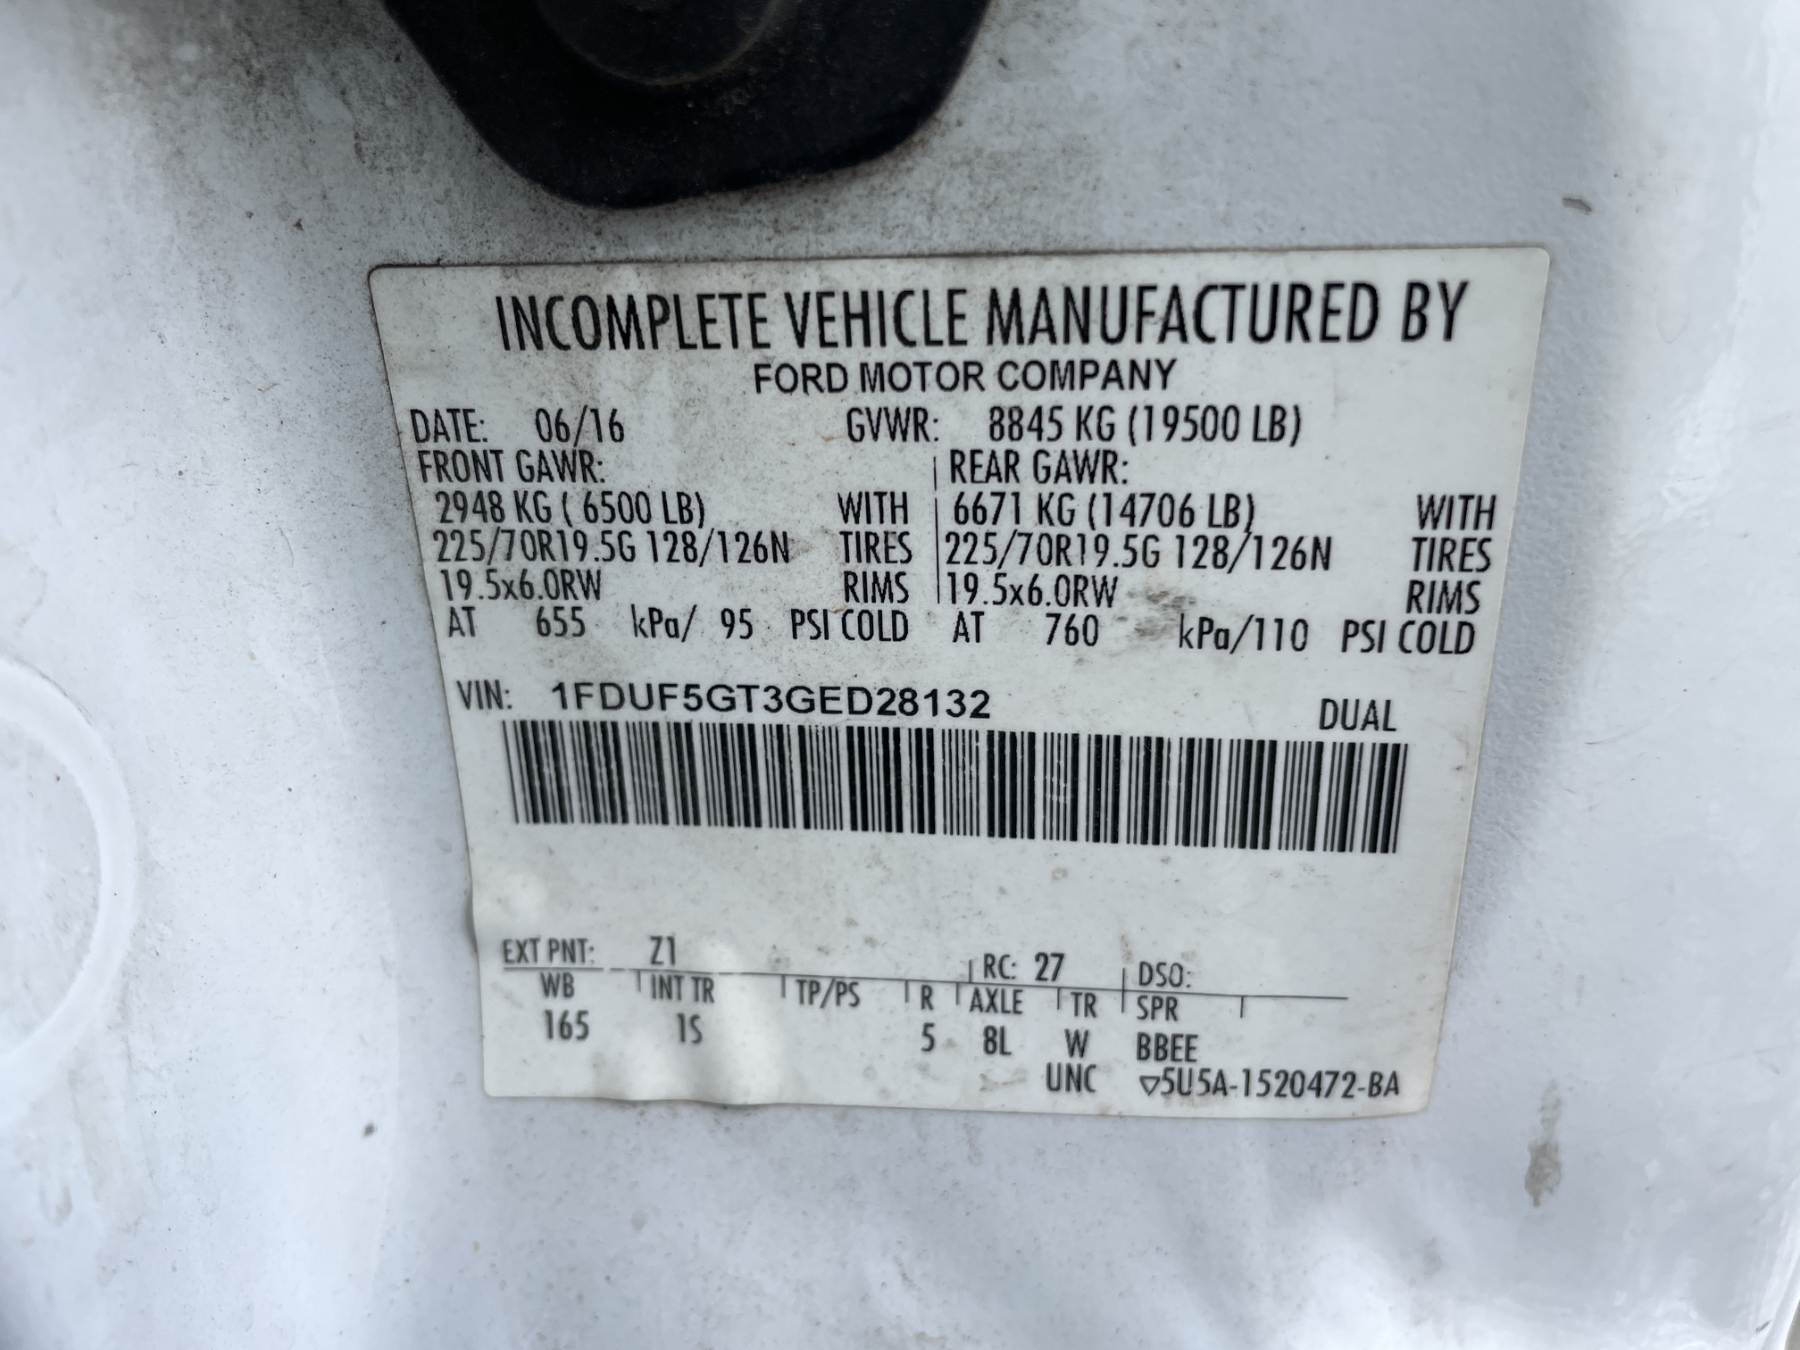 INCOMPLETE VEHICLE MANUFACTURED BY
FORD MOTOR COMPANY
DATE: 06/16 GVWR: 8845 KG (19500 LB)
FRONT GAWR: REAR GAWR:
2948 KG ( 6500 LB) WITH 6671 KG (14706 LB) WITH
225/70R19.5G 128/126N TIRES 225/70R19.5G 128/126N TIRES
19.5x6.0RW RIMS 19.5x6.0RW RIMS
AT 655 kPa/ 95 PSI COLD AT 760 kPa/110 PSI COLD
VIN: 1FDUF5GT3GED28132 DUAL
EXT PNT: Z1 RC: 27 DSO:
WB INT TR TP/PS R AXLE TR SPR
165 1S 5 8L W BBEE
UNC ▽5U5A-1520472-BA